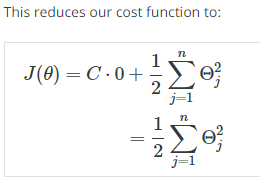 This reduces our cost function to:
J(θ) = C · 0 + 1/2 ∑_{j=1}^{n} Θ_j^2
= 1/2 ∑_{j=1}^{n} Θ_j^2